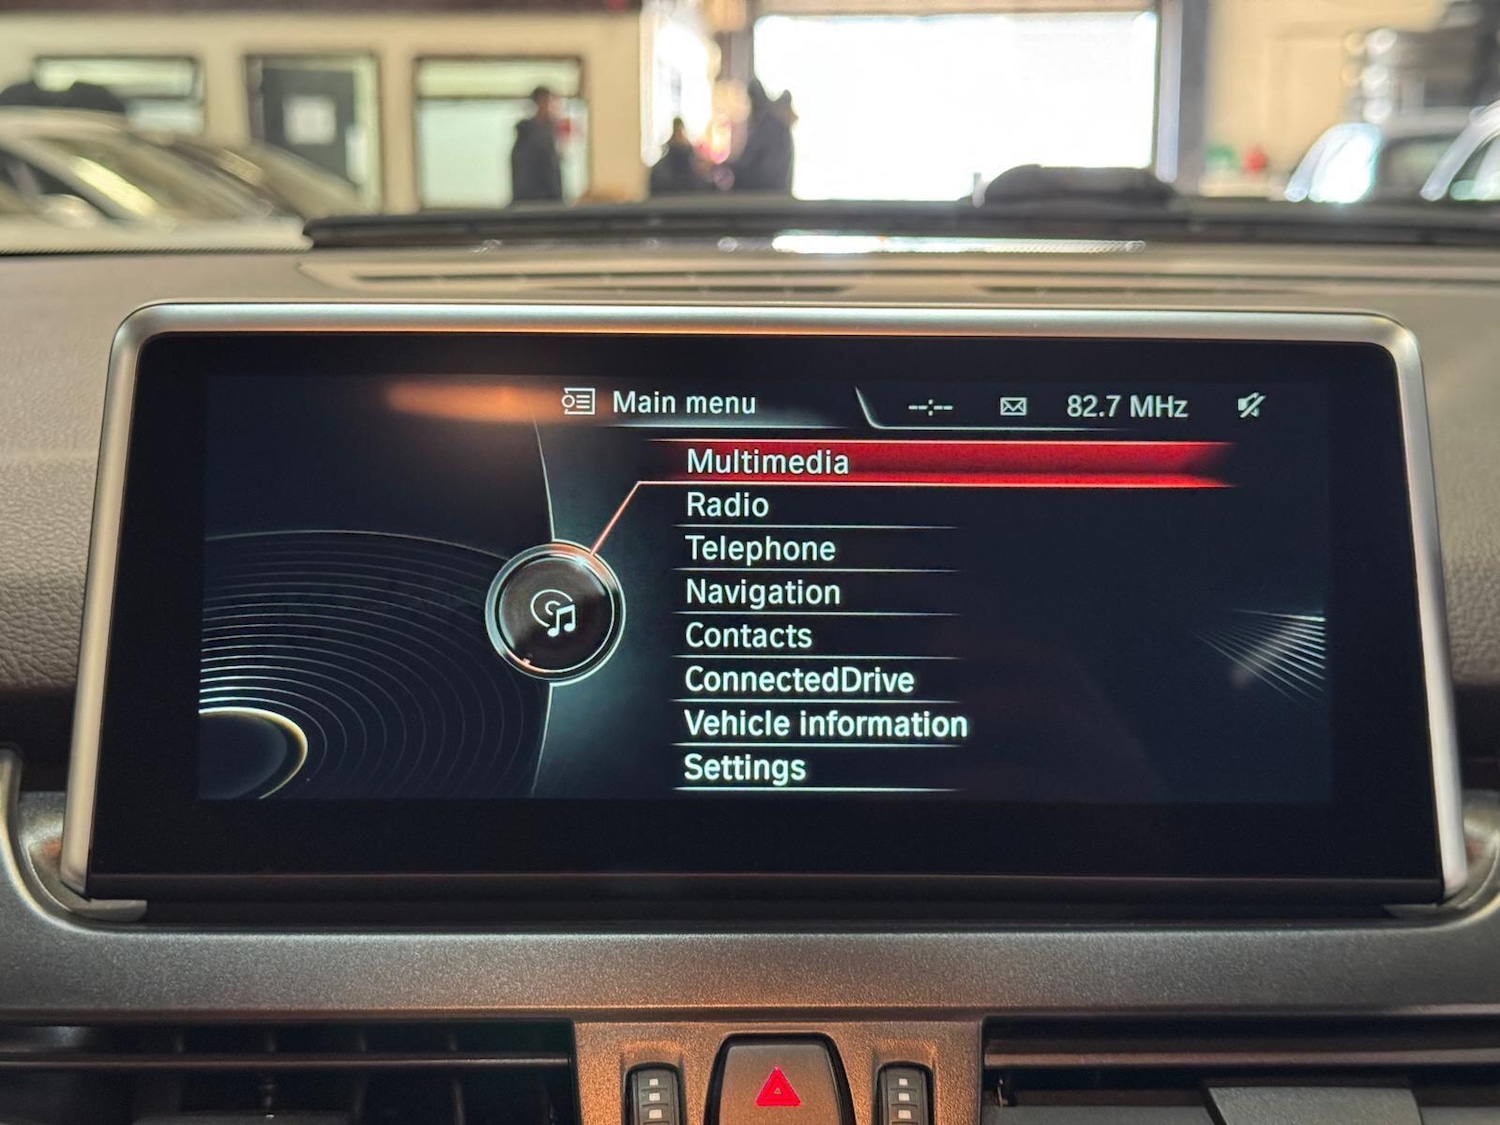 Main menu
--:-- 82.7 MHz
Multimedia
Radio
Telephone
Navigation
Contacts
ConnectedDrive
Vehicle information
Settings